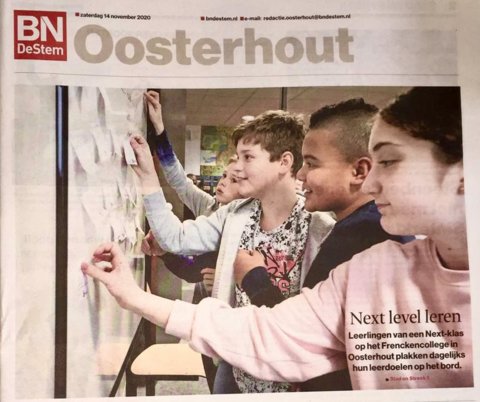 BN
DeStem
zaterdag 14 november 2020
bndestem.nl
e-mail: redactie.oosterhout@bndestem.nl
Oosterhout
Next level leren
Leerlingen van een Next-klas
op het Frenckencollege in
Oosterhout plakken dagelijks
hun leerdoelen op het bord.